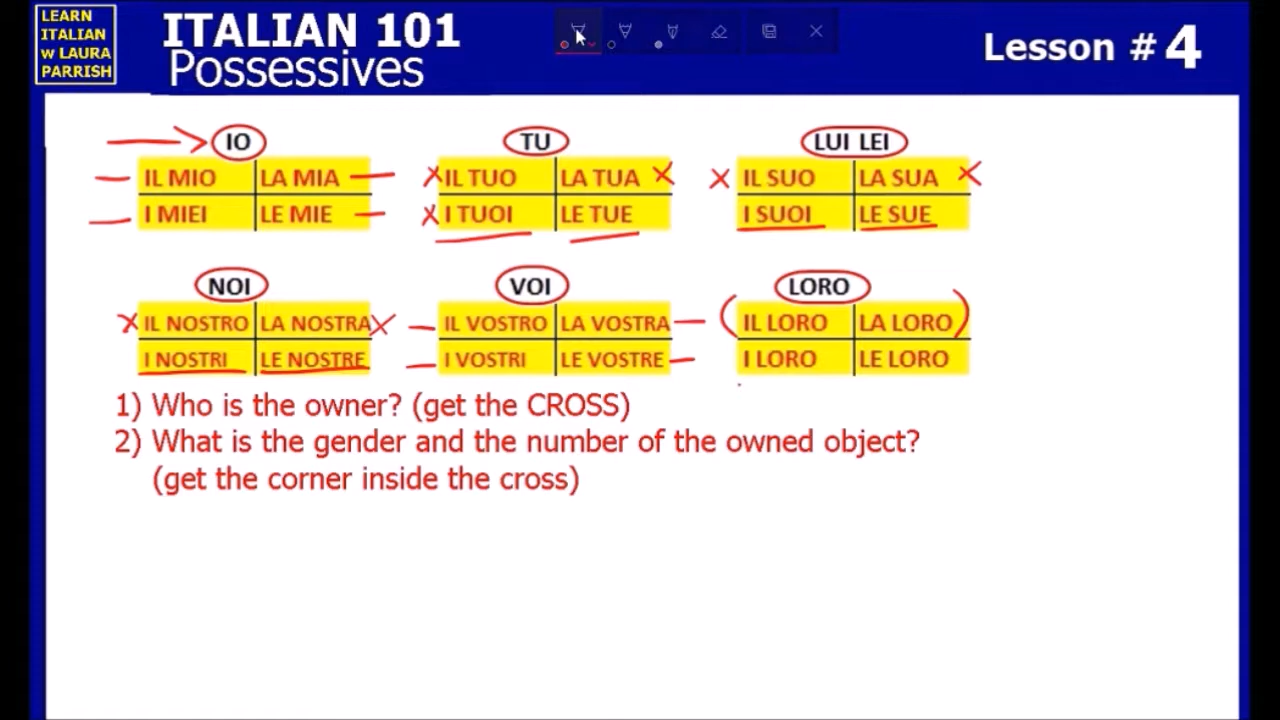 LEARN
ITALIAN
w LAURA
PARRISH
ITALIAN 101
Possessives
Lesson # 4
IO
IL MIO LA MIA
I MIEI LE MIE
TU
IL TUO LA TUA
I TUOI LE TUE
LUI LEI
IL SUO LA SUA
I SUOI LE SUE
NOI
IL NOSTRO LA NOSTRA
I NOSTRI LE NOSTRE
VOI
IL VOSTRO LA VOSTRA
I VOSTRI LE VOSTRE
LORO
IL LORO LA LORO
I LORO LE LORO
1) Who is the owner? (get the CROSS)
2) What is the gender and the number of the owned object?
(get the corner inside the cross)